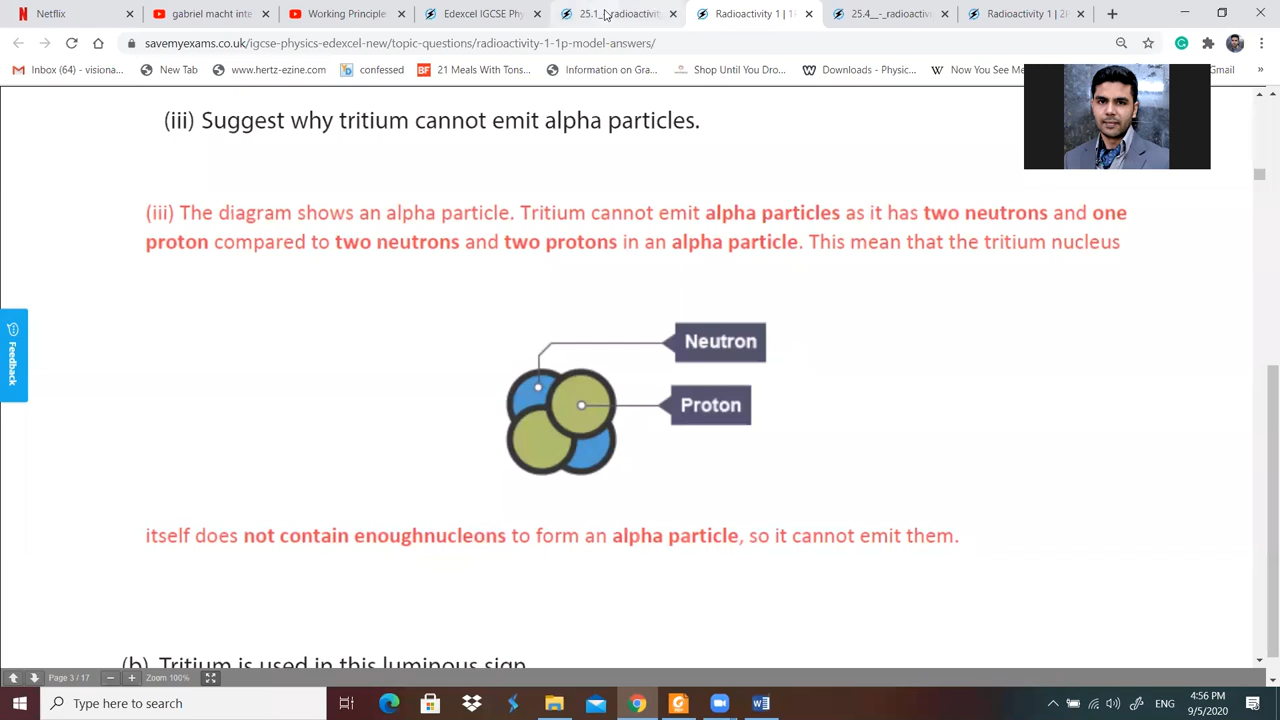 Netflix
gabriel macht inte
Working Principle
Edexcel IGCSE Phy
25.1_-_radioactivit
Radioactivity 1 | 1
25.4__-_radioactiv
Radioactivity 1 | 2
savemyexams.co.uk/igcse-physics-edexcel-new/topic-questions/radioactivity-1-1p-model-answers/
Inbox (64) - visiona...
New Tab
www.hertz-ezine.com
confessed
21 Meals With Tons...
Information on Gra...
Shop Until You Dro...
Downloads - Physic...
Now You See Me
Gmail
(iii) Suggest why tritium cannot emit alpha particles.
(iii) The diagram shows an alpha particle. Tritium cannot emit alpha particles as it has two neutrons and one
proton compared to two neutrons and two protons in an alpha particle. This mean that the tritium nucleus
Neutron
Proton
Feedback
itself does not contain enoughnucleons to form an alpha particle, so it cannot emit them.
(b) Tritium is used in this luminous sign
Page 3 / 17
Zoom 100%
Type here to search
ENG
4:56 PM
9/5/2020